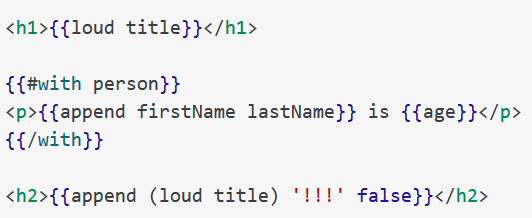 <h1>{{loud title}}</h1>
{{#with person}}
<p>{{append firstName lastName}} is {{age}}</p>
{{/with}}
<h2>{{append (loud title) '!!!' false}}</h2>